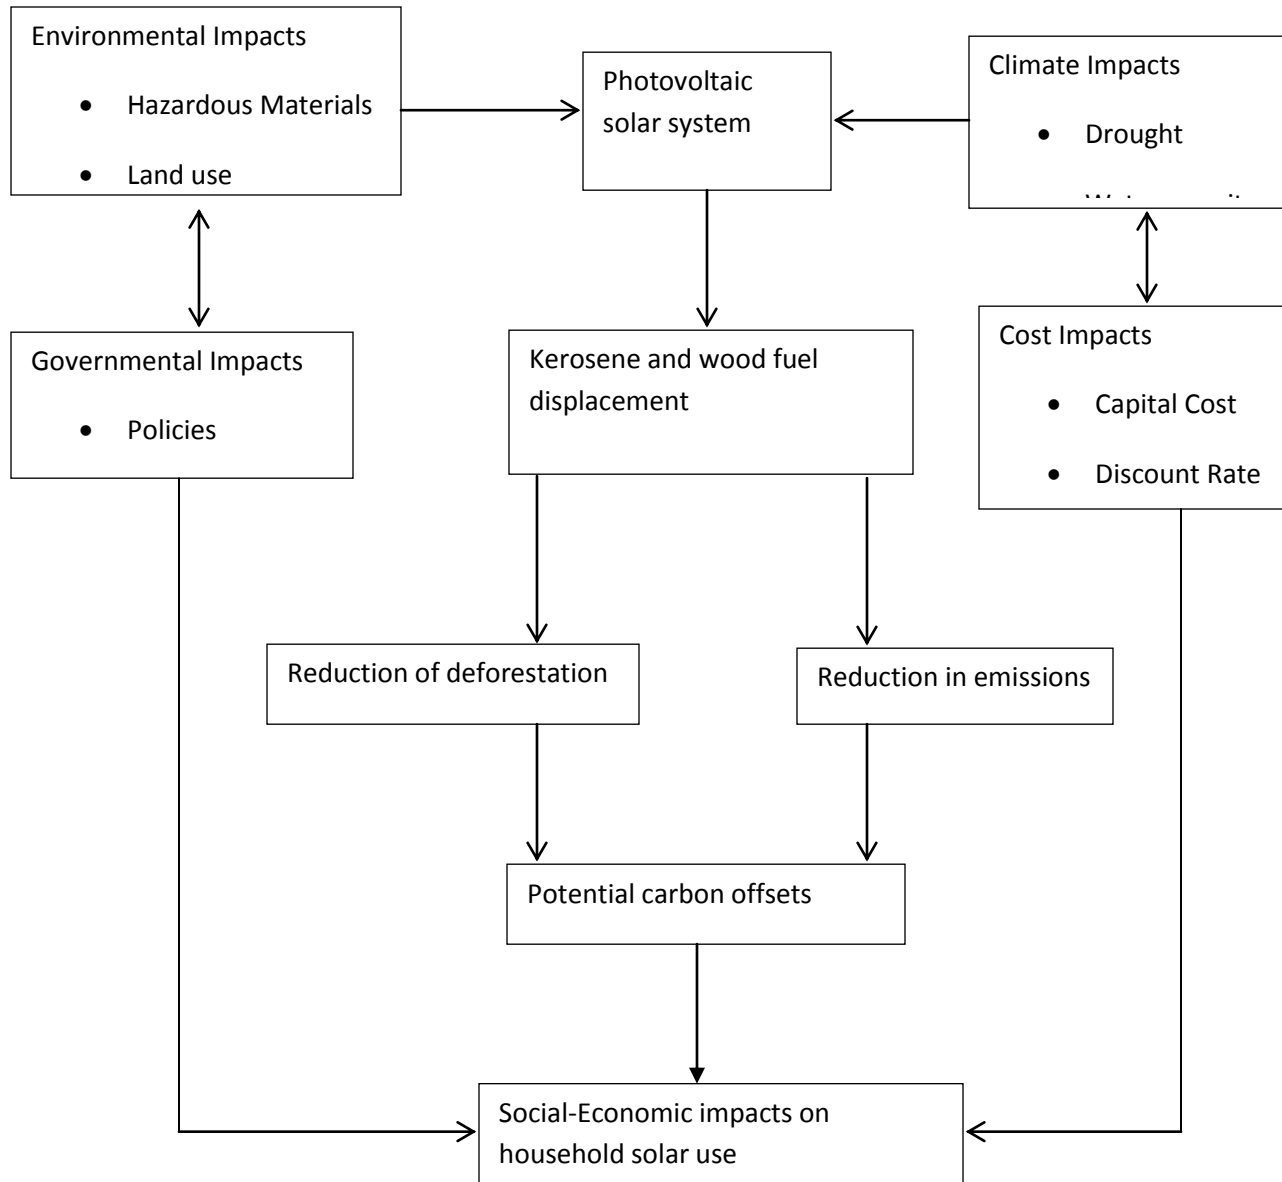 Environmental Impacts
• Hazardous Materials
• Land use
Photovoltaic
solar system
Climate Impacts
• Drought
Governmental Impacts
• Policies
Kerosene and wood fuel
displacement
Cost Impacts
• Capital Cost
• Discount Rate
Reduction of deforestation
Reduction in emissions
Potential carbon offsets
Social-Economic impacts on
household solar use